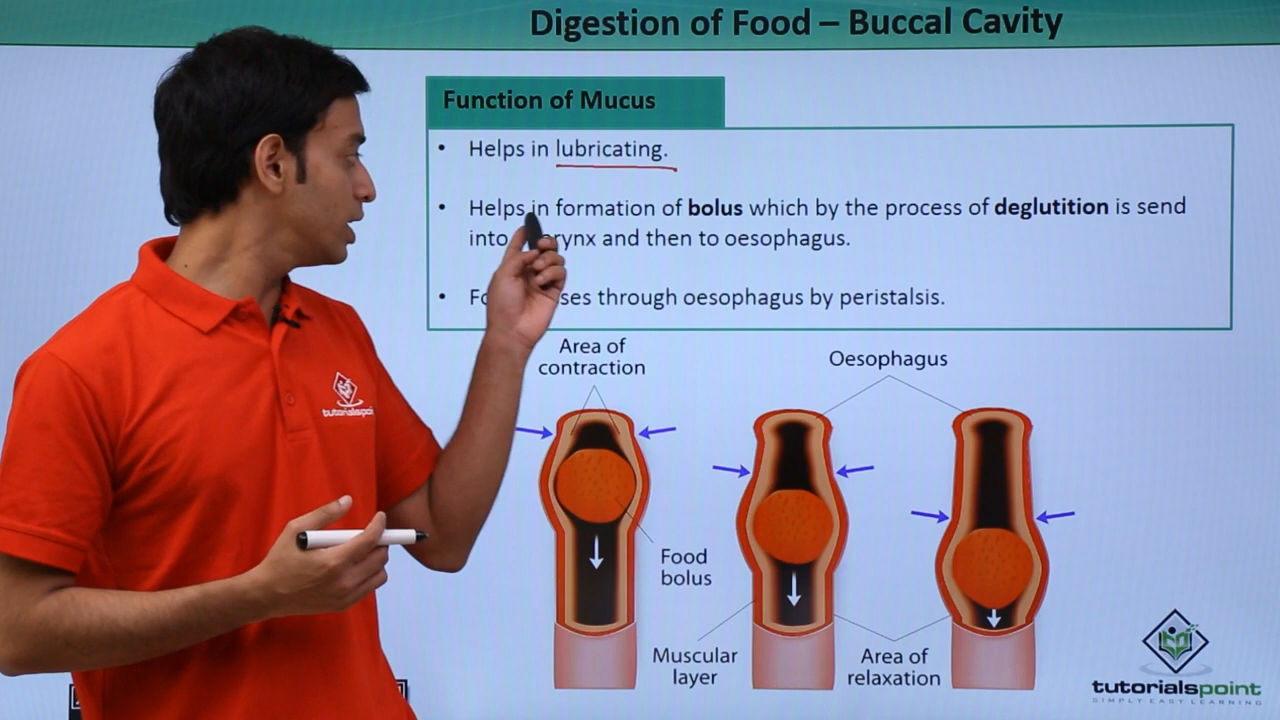 Digestion of Food – Buccal Cavity
Function of Mucus
• Helps in lubricating.
• Helps in formation of bolus which by the process of deglutition is send
into rynx and then to oesophagus.
• Fo ses through oesophagus by peristalsis.
Area of
contraction
Oesophagus
Food
bolus
Muscular
layer
Area of
relaxation
tutorialspoi
tutorialspoint
SIMPLY EASY LEARNING